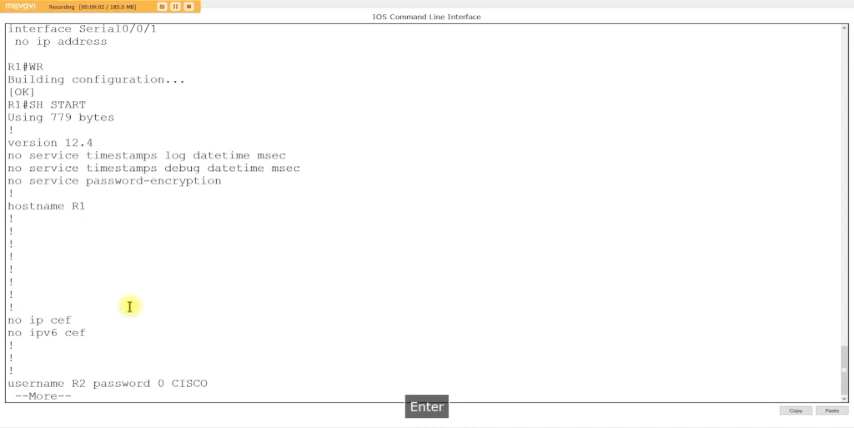 movavi Recording [00:09:02 / 185.0 MB]
IOS Command Line Interface
interface Serial0/0/1
no ip address
R1#WR
Building configuration...
[OK]
R1#SH START
Using 779 bytes
!
version 12.4
no service timestamps log datetime msec
no service timestamps debug datetime msec
no service password-encryption
!
hostname R1
!
!
!
!
!
!
!
!
no ip cef
no ipv6 cef
!
!
!
username R2 password 0 CISCO
--More--
Enter
Copy Paste